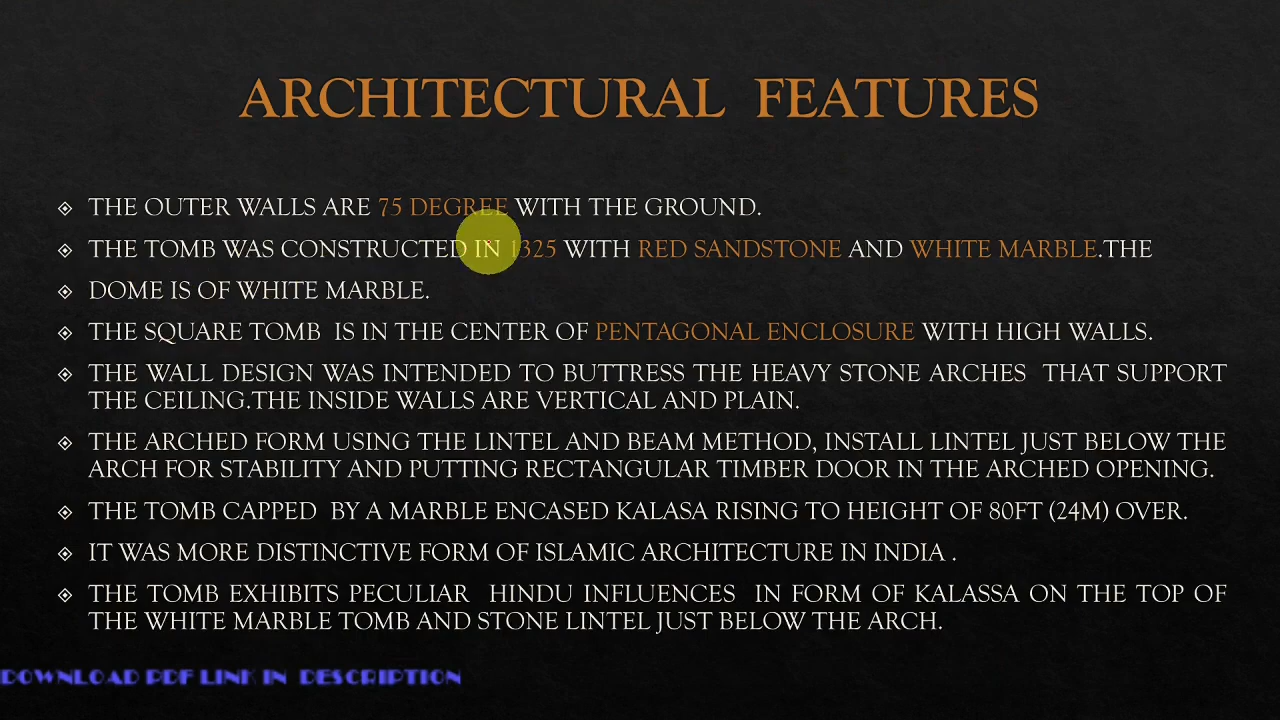 ARCHITECTURAL FEATURES
THE OUTER WALLS ARE 75 DEGREE WITH THE GROUND.
THE TOMB WAS CONSTRUCTED IN 1325 WITH RED SANDSTONE AND WHITE MARBLE.THE
DOME IS OF WHITE MARBLE.
THE SQUARE TOMB IS IN THE CENTER OF PENTAGONAL ENCLOSURE WITH HIGH WALLS.
THE WALL DESIGN WAS INTENDED TO BUTTRESS THE HEAVY STONE ARCHES THAT SUPPORT
THE CEILING.THE INSIDE WALLS ARE VERTICAL AND PLAIN.
THE ARCHED FORM USING THE LINTEL AND BEAM METHOD, INSTALL LINTEL JUST BELOW THE
ARCH FOR STABILITY AND PUTTING RECTANGULAR TIMBER DOOR IN THE ARCHED OPENING.
THE TOMB CAPPED BY A MARBLE ENCASED KALASA RISING TO HEIGHT OF 80FT (24M) OVER.
IT WAS MORE DISTINCTIVE FORM OF ISLAMIC ARCHITECTURE IN INDIA .
THE TOMB EXHIBITS PECULIAR HINDU INFLUENCES IN FORM OF KALASSA ON THE TOP OF
THE WHITE MARBLE TOMB AND STONE LINTEL JUST BELOW THE ARCH.
DOWNLOAD PDF LINK IN DESCRIPTION